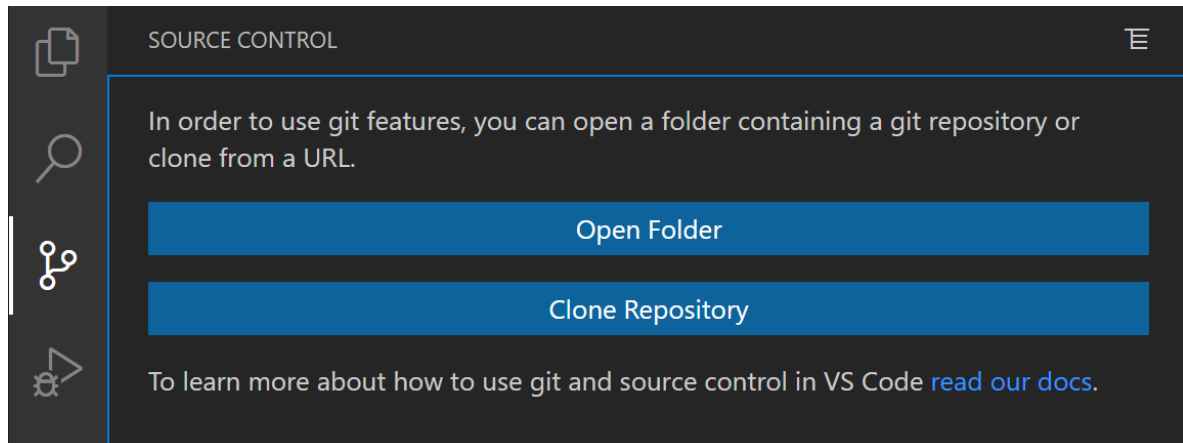 SOURCE CONTROL
In order to use git features, you can open a folder containing a git repository or
clone from a URL.
Open Folder
Clone Repository
To learn more about how to use git and source control in VS Code read our docs.